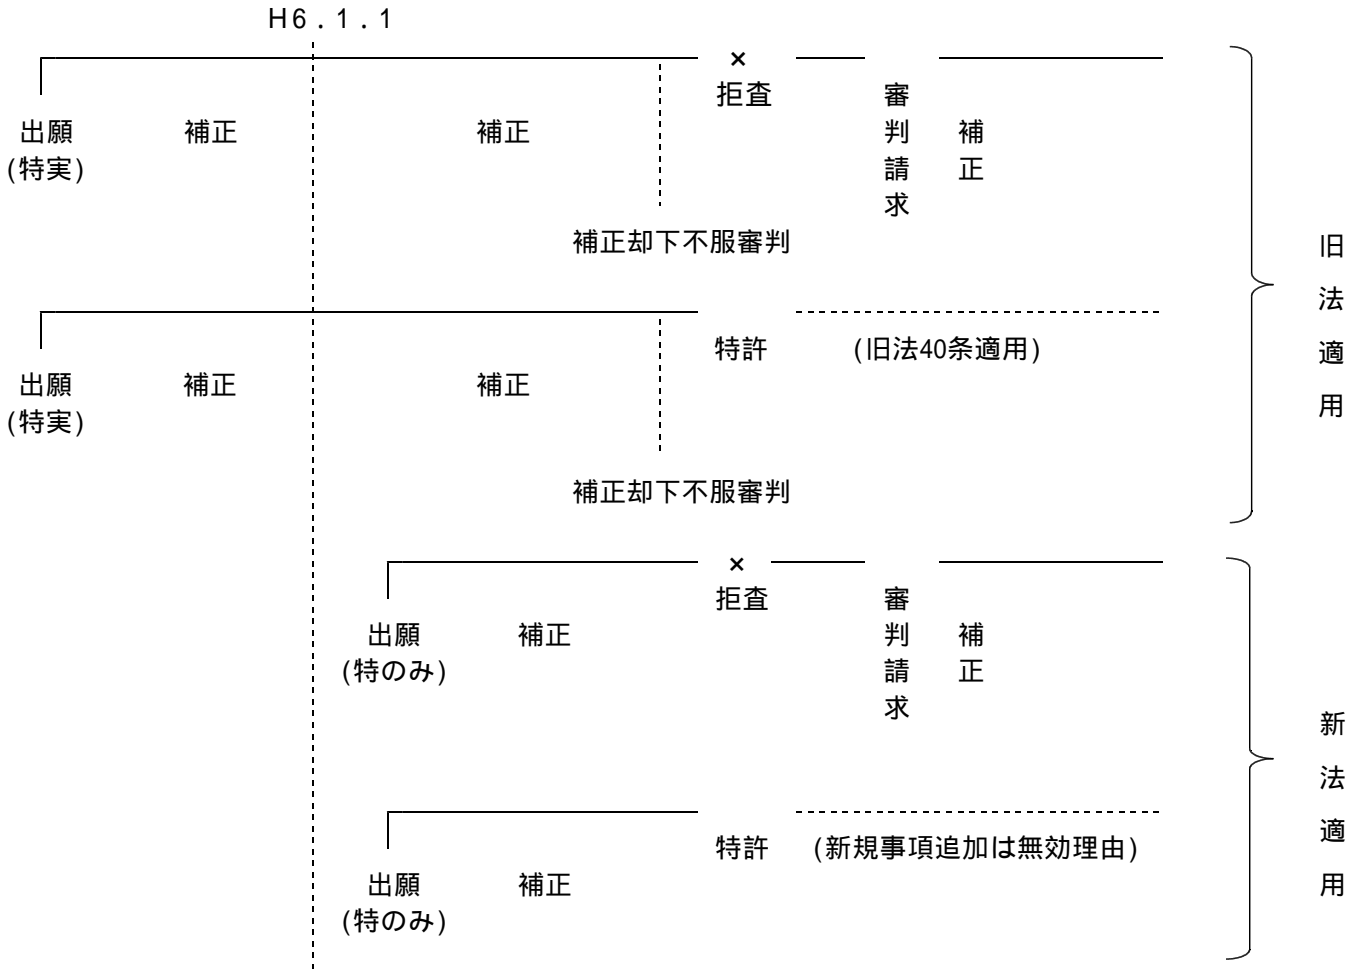 H6.1.1
×
拒査
審判請求
補正
出願
(特実)
補正
補正
補正却下不服審判
特許
(旧法40条適用)
出願
(特実)
補正
補正
補正却下不服審判
旧法適用
×
拒査
審判請求
補正
出願
(特のみ)
補正
特許
(新規事項追加は無効理由)
出願
(特のみ)
補正
新法適用